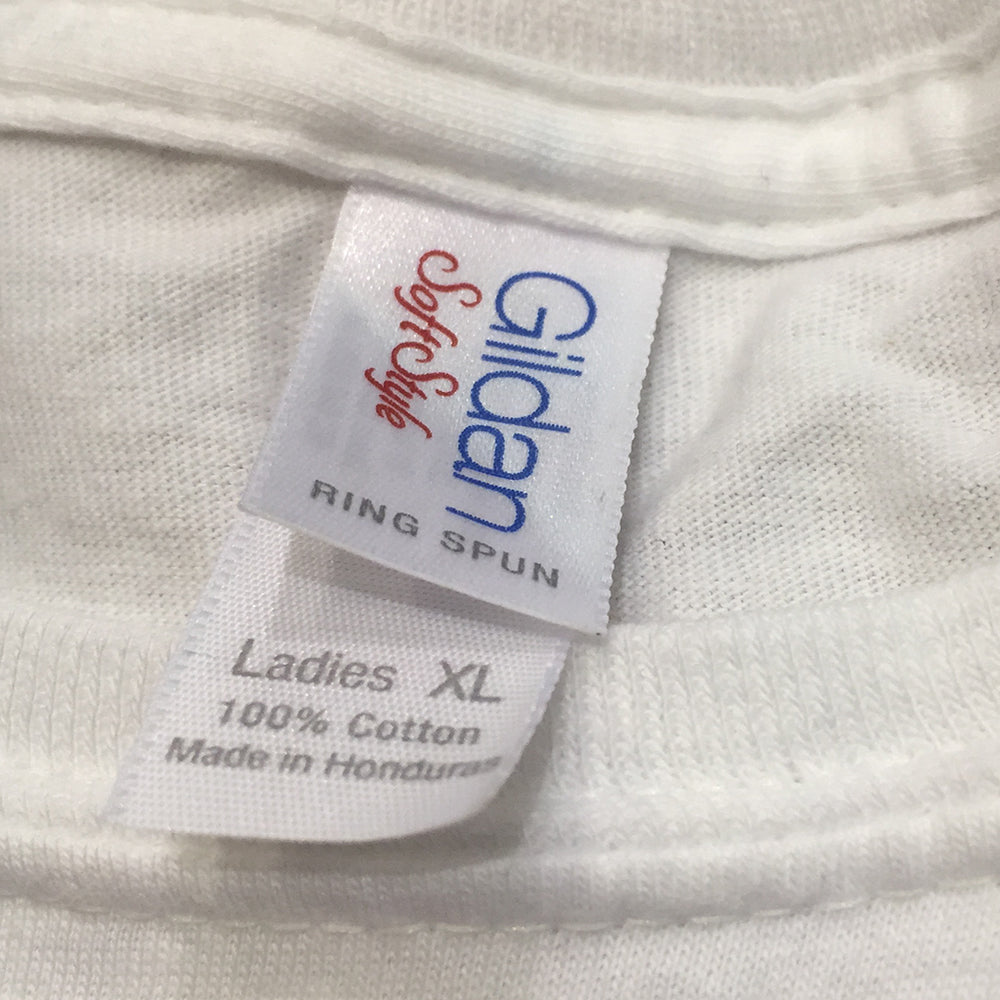 Gildan
SoftStyle
RING SPUN
Ladies XL
100% Cotton
Made in Honduras